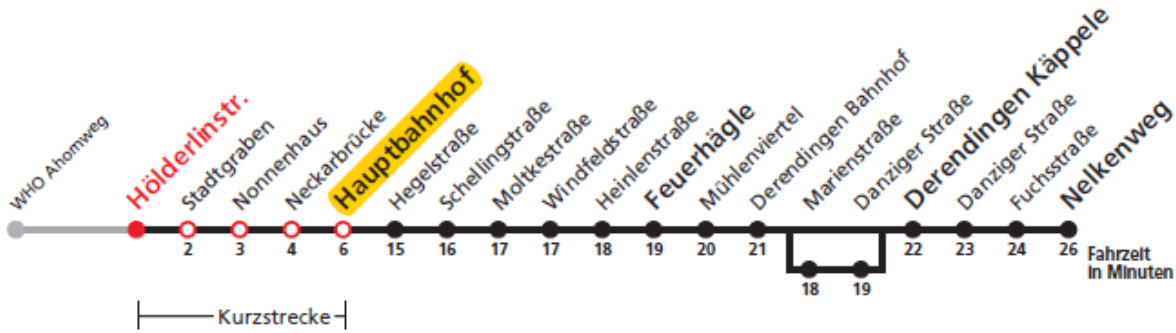 WHO Ahornweg
Hölderlinstr.
Stadtgraben
Nonnenhaus
Neckarbrücke
Hauptbahnhof
Hegelstraße
Schellingstraße
Moltkestraße
Windfeldstraße
Heinlenstraße
Feuerhägle
Mühlenviertel
Derendingen Bahnhof
Marienstraße
Danziger Straße
Derendingen Käppele
Danziger Straße
Fuchsstraße
Nelkenweg
2 3 4 6 15 16 17 17 18 19 20 21 22 23 24 26
18 19
Fahrzeit
in Minuten
Kurzstrecke